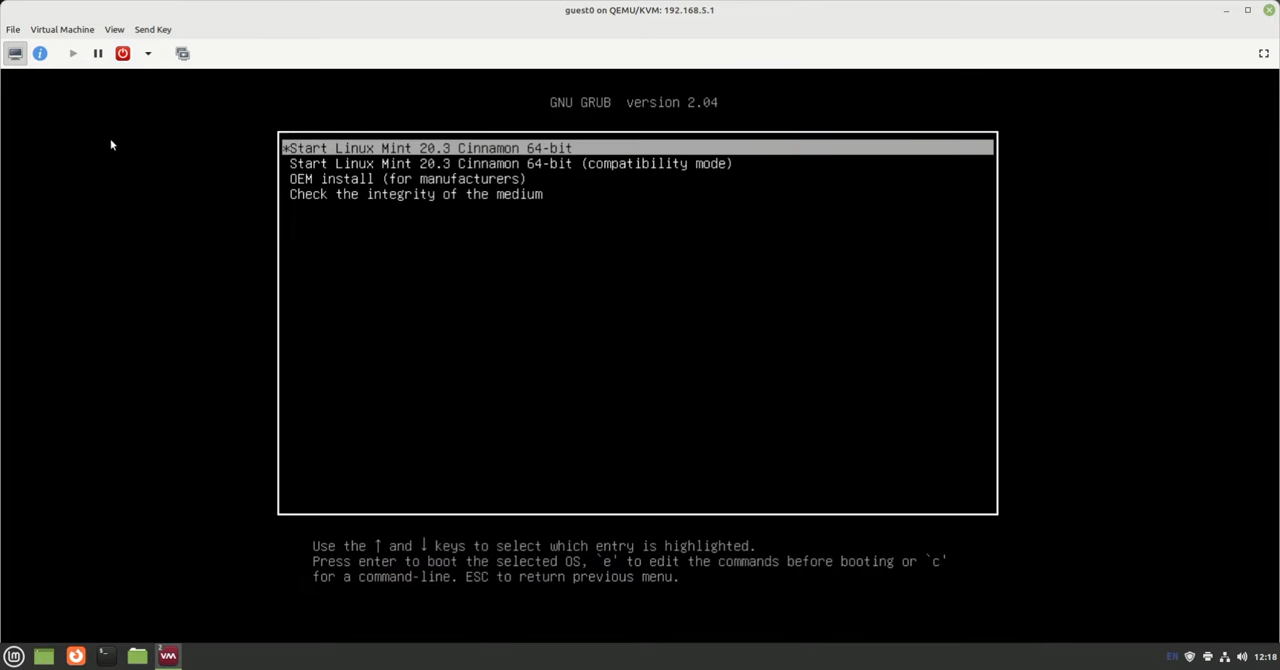 guest0 on QEMU/KVM: 192.168.5.1
File Virtual Machine View Send Key
GNU GRUB version 2.04
*Start Linux Mint 20.3 Cinnamon 64-bit
Start Linux Mint 20.3 Cinnamon 64-bit (compatibility mode)
OEM install (for manufacturers)
Check the integrity of the medium
Use the ↑ and ↓ keys to select which entry is highlighted.
Press enter to boot the selected OS, `e' to edit the commands before booting or `c'
for a command-line. ESC to return previous menu.
2
VM
EN 12:18